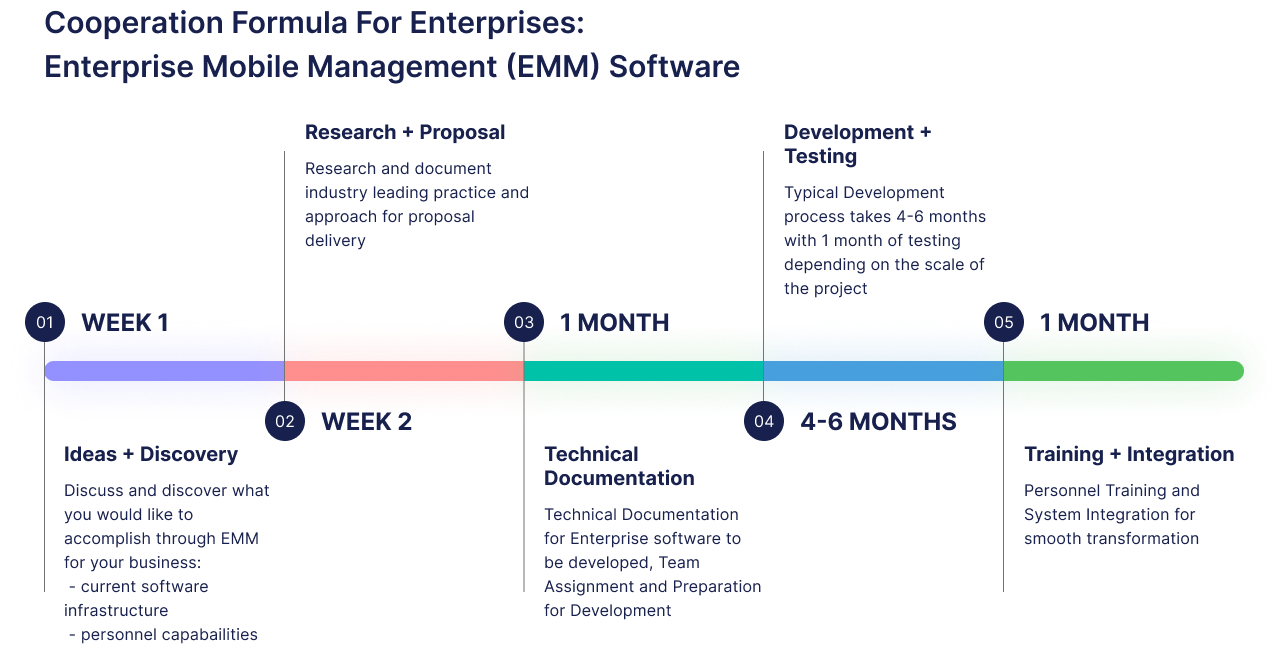 Cooperation Formula For Enterprises:
Enterprise Mobile Management (EMM) Software
01 WEEK 1
Ideas + Discovery
Discuss and discover what
you would like to
accomplish through EMM
for your business:
- current software
infrastructure
- personnel capabailities
Research + Proposal
Research and document
industry leading practice and
approach for proposal
delivery
02 WEEK 2
03 1 MONTH
Technical
Documentation
Technical Documentation
for Enterprise software to
be developed, Team
Assignment and Preparation
for Development
Development +
Testing
Typical Development
process takes 4-6 months
with 1 month of testing
depending on the scale of
the project
04 4-6 MONTHS
05 1 MONTH
Training + Integration
Personnel Training and
System Integration for
smooth transformation